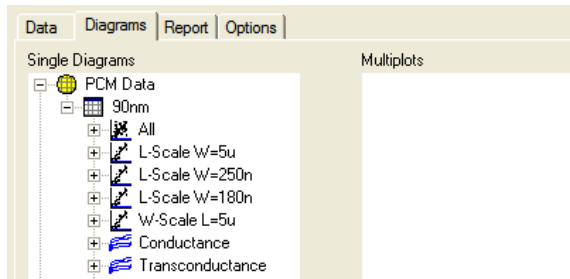 Data Diagrams Report Options
Single Diagrams Multiplots
PCM Data
90nm
All
L-Scale W=5u
L-Scale W=250n
L-Scale W=180n
W-Scale L=5u
Conductance
Transconductance